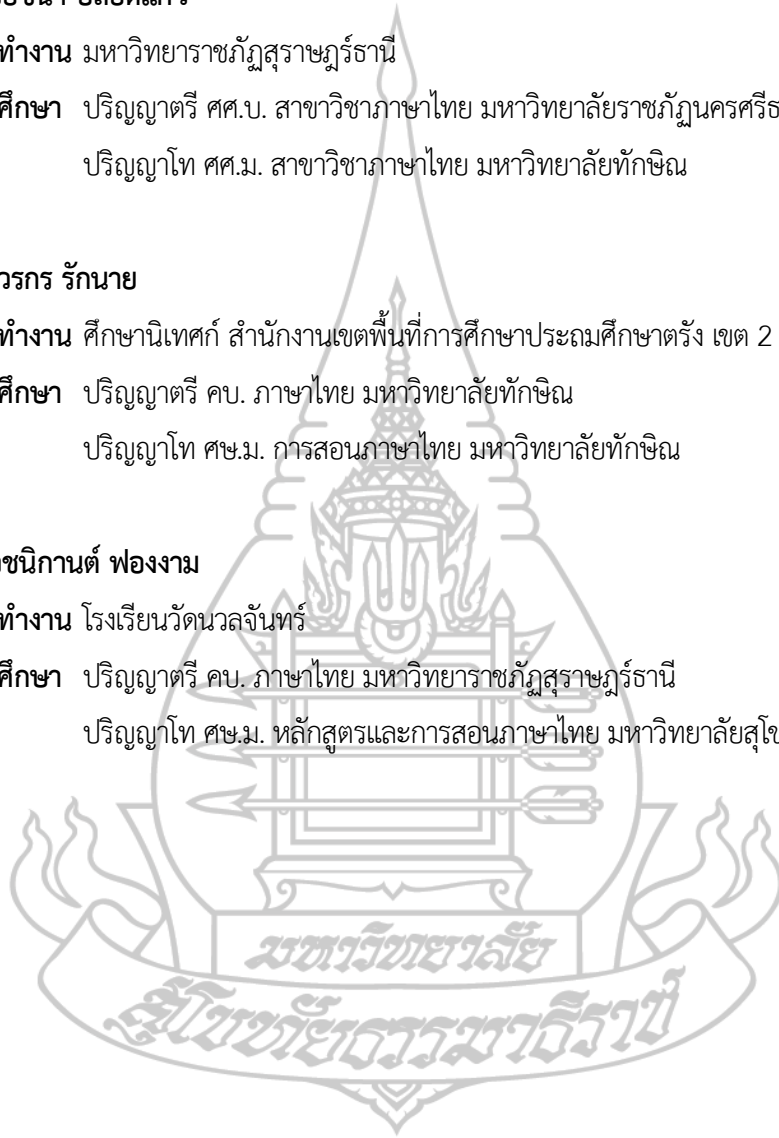 ทำงาน มหาวิทยาราชภัฏสุราษฎร์ธานี
ศึกษา ปริญญาตรี ศศ.บ. สาขาวิชาภาษาไทย มหาวิทยาลัยราชภัฏนครศรีธ
ปริญญาโท ศศ.ม. สาขาวิชาภาษาไทย มหาวิทยาลัยทักษิณ
วรกร รักนาย
ทำงาน ศึกษานิเทศก์ สำนักงานเขตพื้นที่การศึกษาประถมศึกษาตรัง เขต 2
ศึกษา ปริญญาตรี คบ. ภาษาไทย มหาวิทยาลัยทักษิณ
ปริญญาโท ศษ.ม. การสอนภาษาไทย มหาวิทยาลัยทักษิณ
ชนิกานต์ ฟองงาม
ทำงาน โรงเรียนวัดนวลจันทร์
ศึกษา ปริญญาตรี คบ. ภาษาไทย มหาวิทยาราชภัฏสุราษฎร์ธานี
ปริญญาโท ศษ.ม. หลักสูตรและการสอนภาษาไทย มหาวิทยาลัยสุโข
มหาวิทยาลัย
สุโขทัยธรรมาธิราช